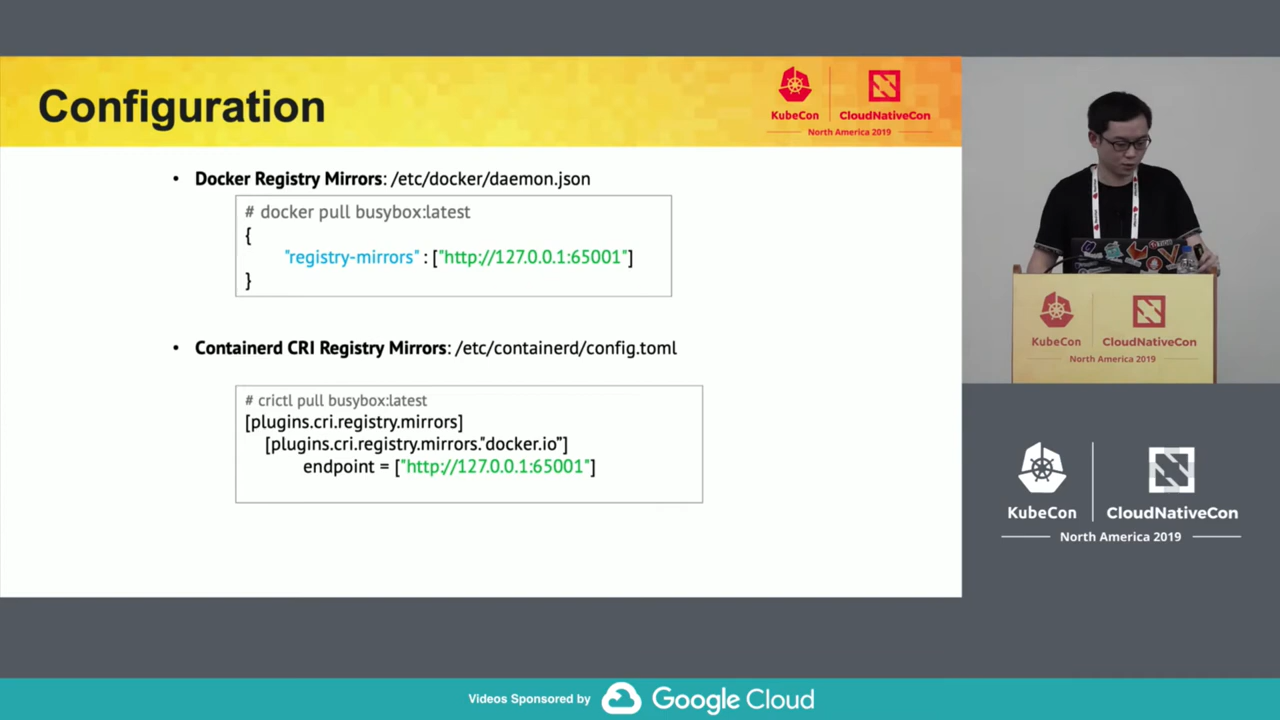 Configuration
KubeCon
CloudNativeCon
North America 2019
• Docker Registry Mirrors: /etc/docker/daemon.json
# docker pull busybox:latest
{
"registry-mirrors" : ["http://127.0.0.1:65001"]
}
• Containerd CRI Registry Mirrors: /etc/containerd/config.toml
# crictl pull busybox:latest
[plugins.cri.registry.mirrors]
[plugins.cri.registry.mirrors."docker.io"]
endpoint = ["http://127.0.0.1:65001"]
KubeCon
CloudNativeCon
North America 2019
KubeCon
CloudNativeCon
North America 2019
Videos Sponsored by
Google Cloud